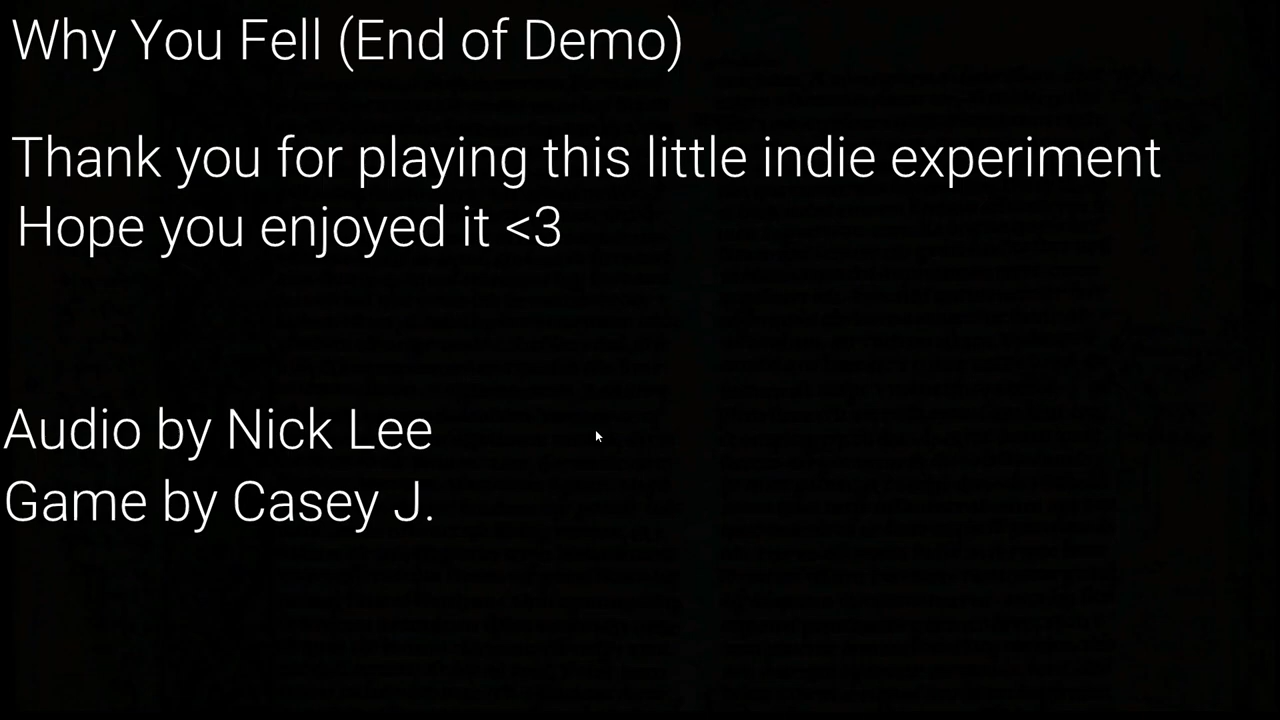 Why You Fell (End of Demo)
Thank you for playing this little indie experiment
Hope you enjoyed it <3
Audio by Nick Lee
Game by Casey J.